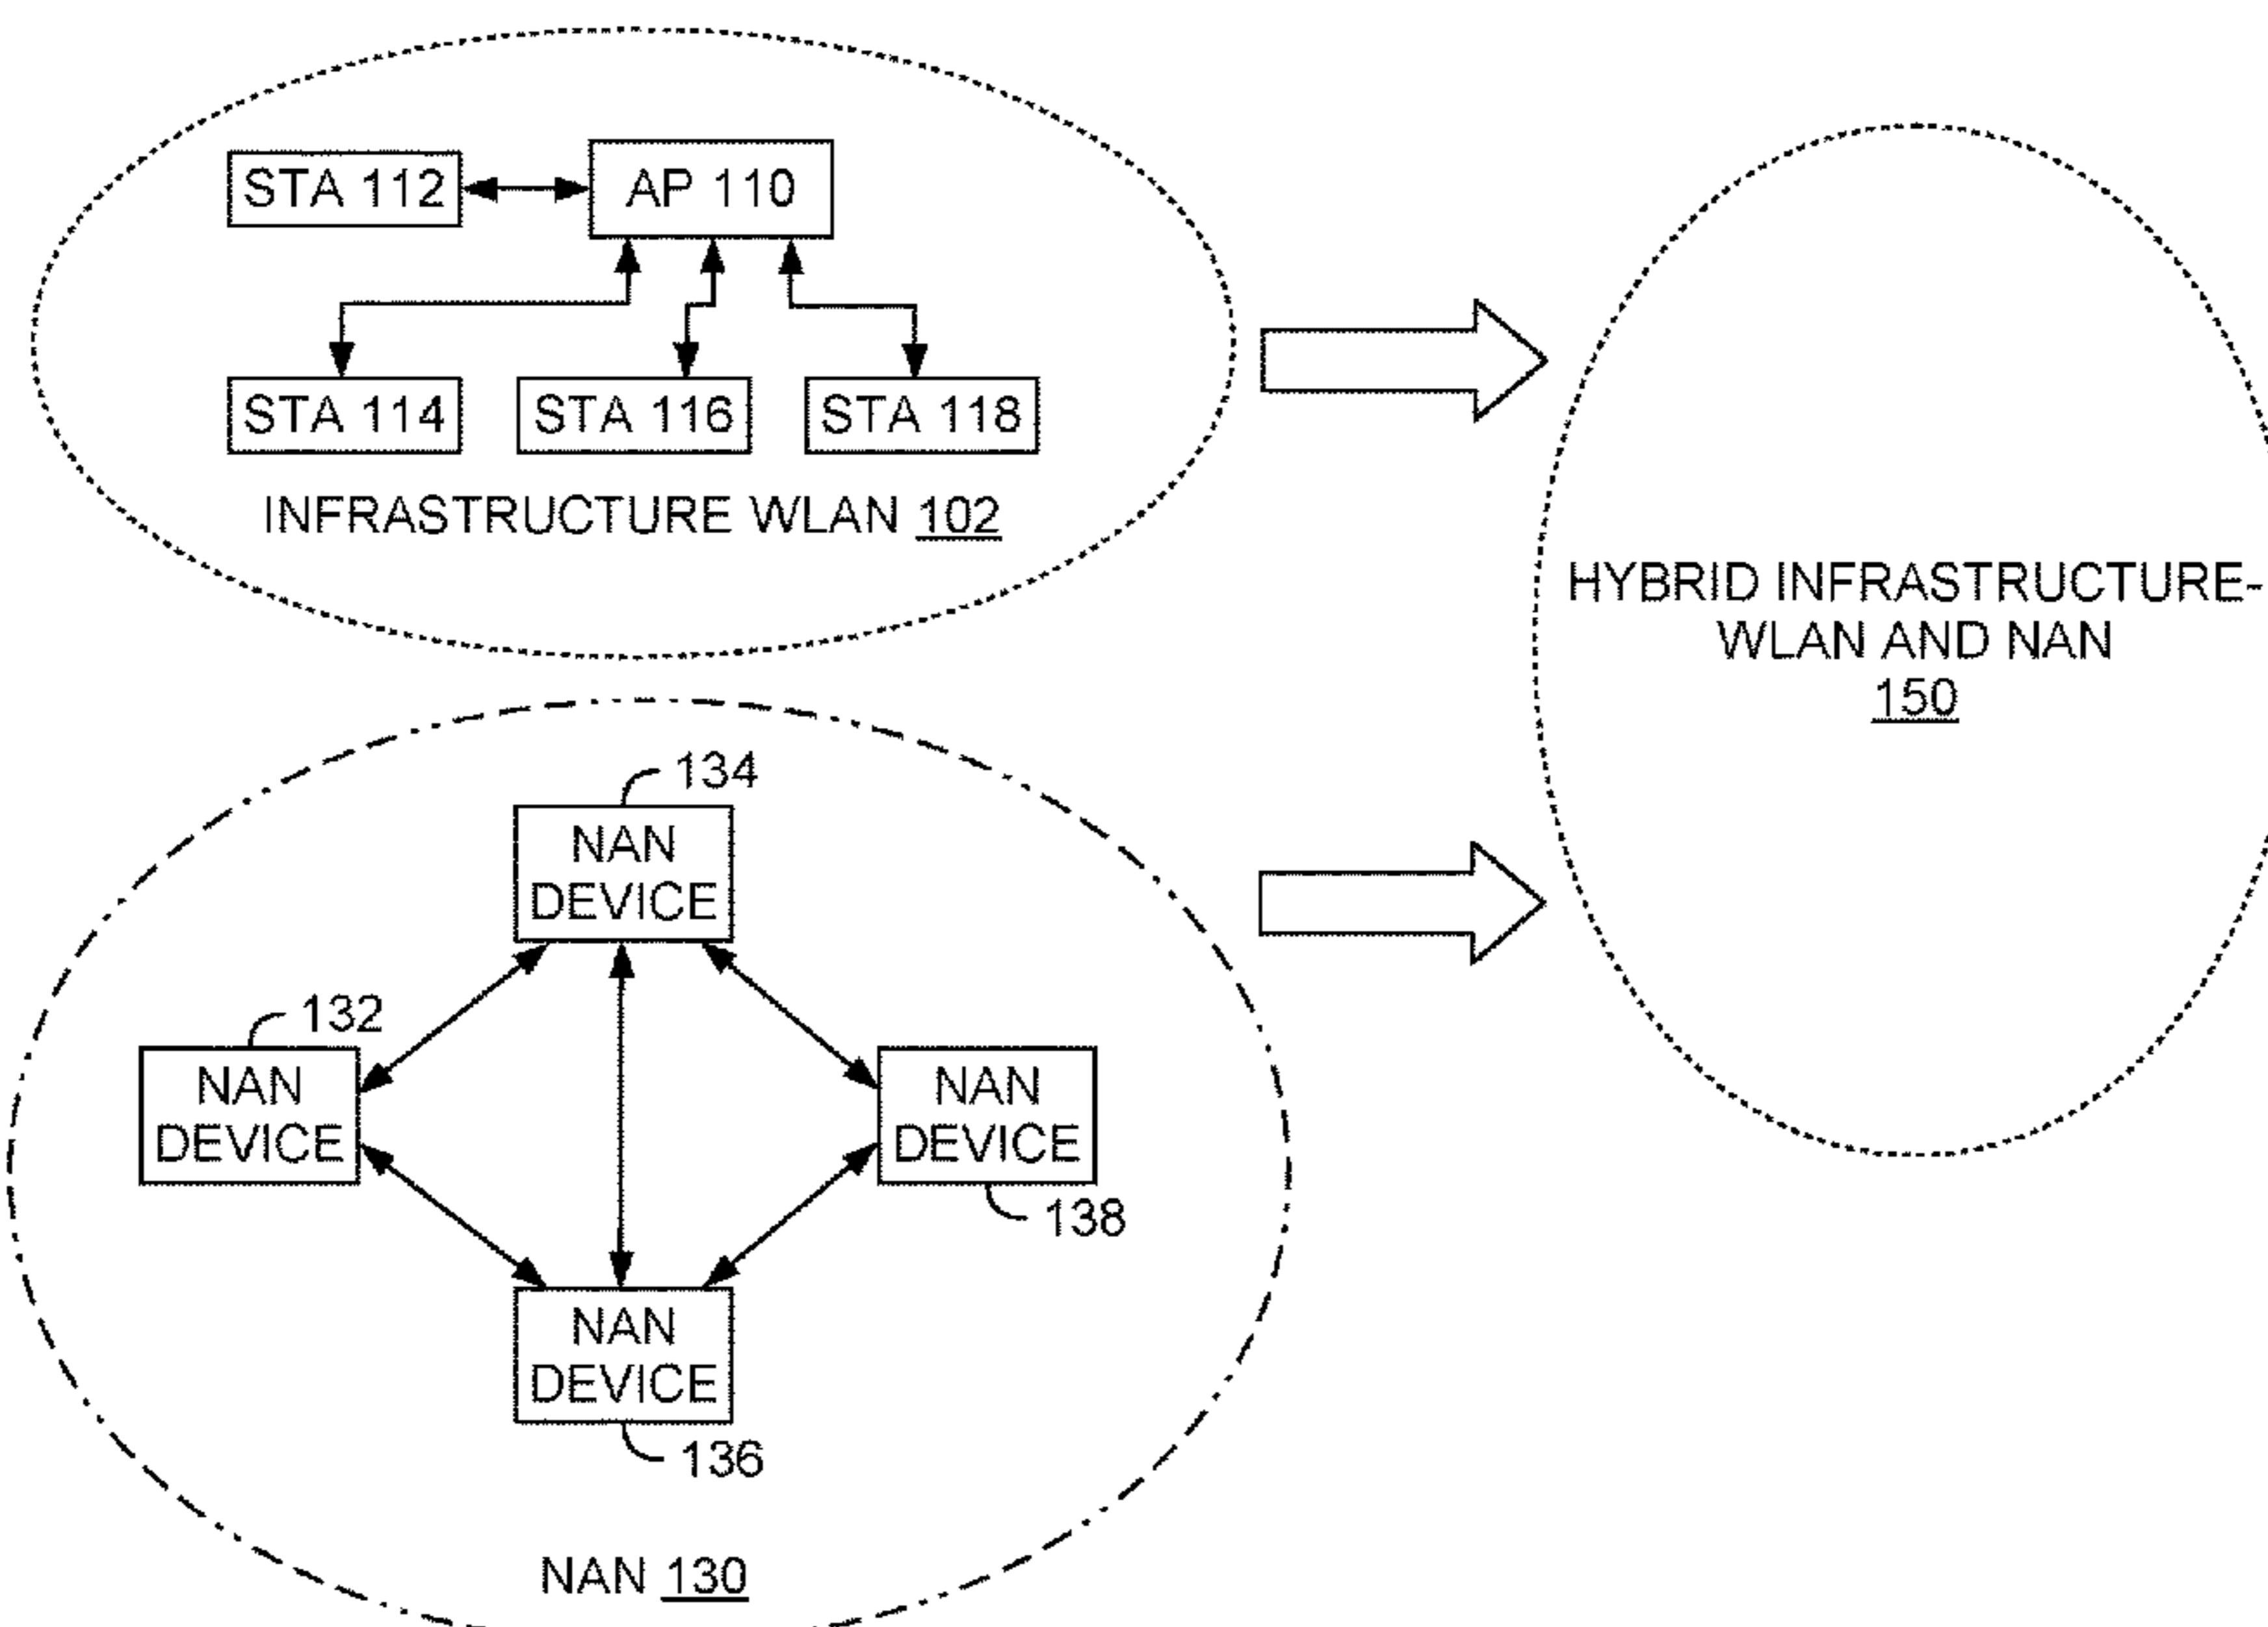 STA 112
AP 110
STA 114
STA 116
STA 118
INFRASTRUCTURE WLAN 102
HYBRID INFRASTRUCTURE-
WLAN AND NAN
150
134
NAN
DEVICE
132
NAN
DEVICE
NAN
DEVICE
138
NAN
DEVICE
136
NAN 130